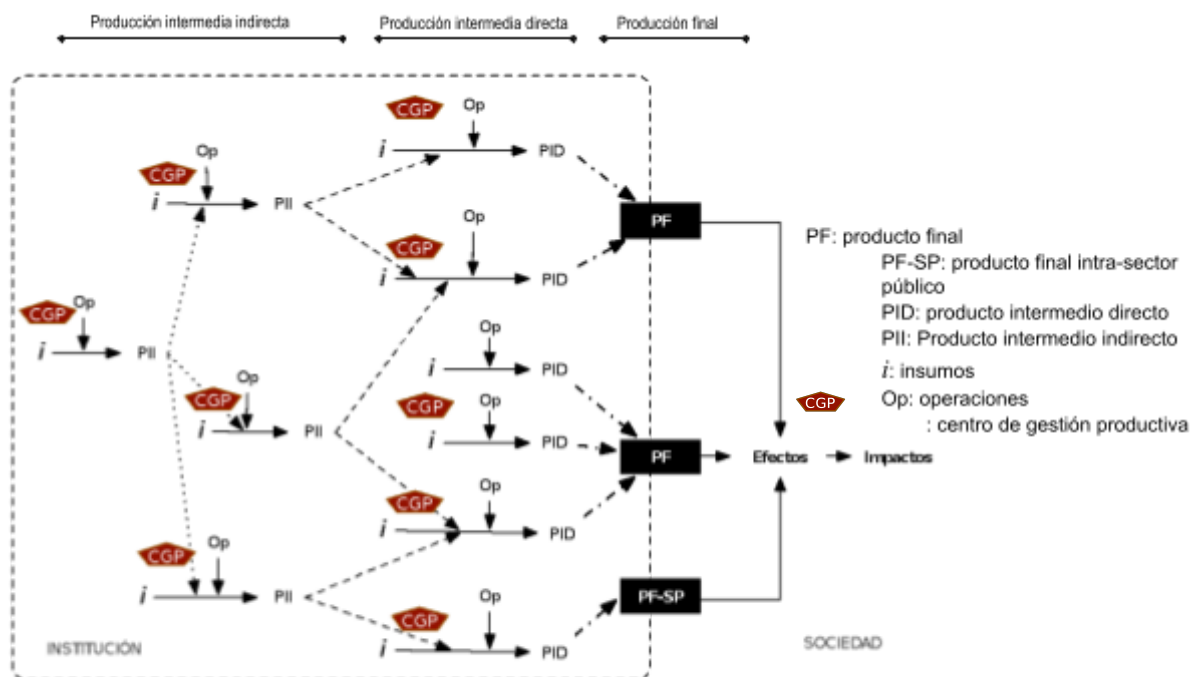 Producción intermedia indirecta
Producción intermedia directa
Producción final
CGP
Op
i
PID
CGP
Op
i
PII
CGP
Op
i
PID
PF
CGP
Op
i
PII
Op
i
PID
CGP
Op
i
PII
CGP
Op
i
PID
PF
Efectos
Impactos
CGP
Op
i
PID
CGP
Op
i
PII
CGP
Op
i
PID
PF-SP
INSTITUCIÓN
SOCIEDAD
PF: producto final
PF-SP: producto final intra-sector
público
PID: producto intermedio directo
PII: Producto intermedio indirecto
i: insumos
CGP
Op: operaciones
: centro de gestión productiva